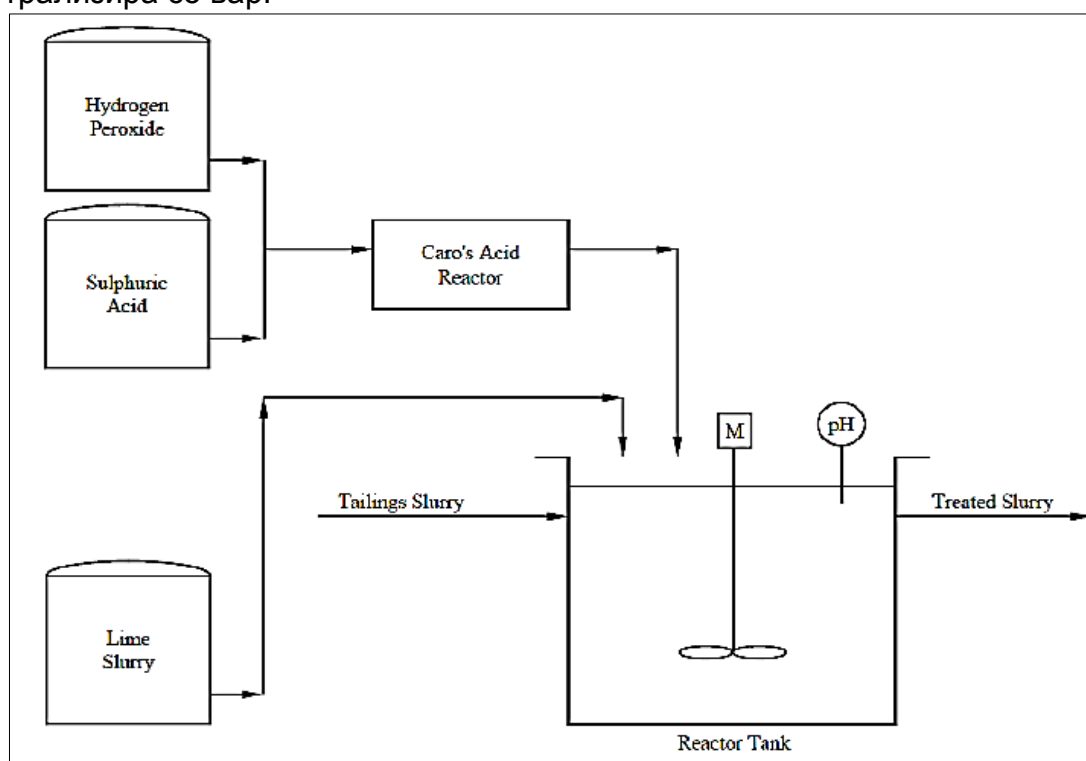 Hydrogen
Peroxide
Sulphuric
Acid
Caro's Acid
Reactor
M
pH
Tailings Slurry
Treated Slurry
Lime
Slurry
Reactor Tank